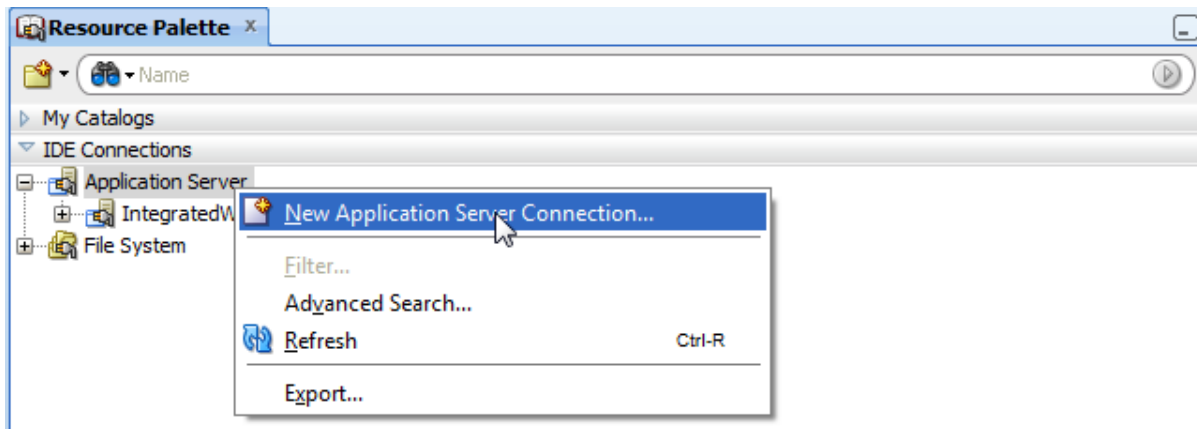 Resource Palette x
Name
My Catalogs
IDE Connections
Application Server
IntegratedW
New Application Server Connection...
File System
Filter...
Advanced Search...
Refresh Ctrl-R
Export...